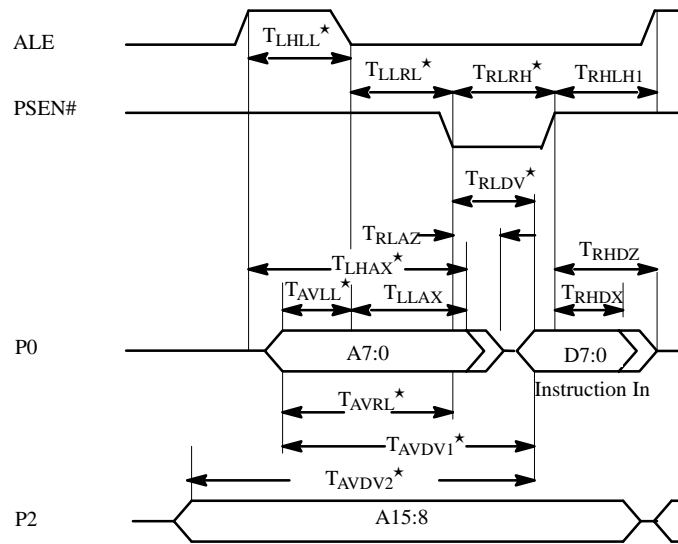 ALE
TLHLL★
TLLRL★ TRLRH★ TRHLH1
PSEN#
TRLDV★
TRLAZ
TLHAX★ TRHDZ
TAVLL★ TLLAX TRHDX
P0 A7:0 D7:0
Instruction In
TAVRL★
TAVDV1★
TAVDV2★
P2 A15:8